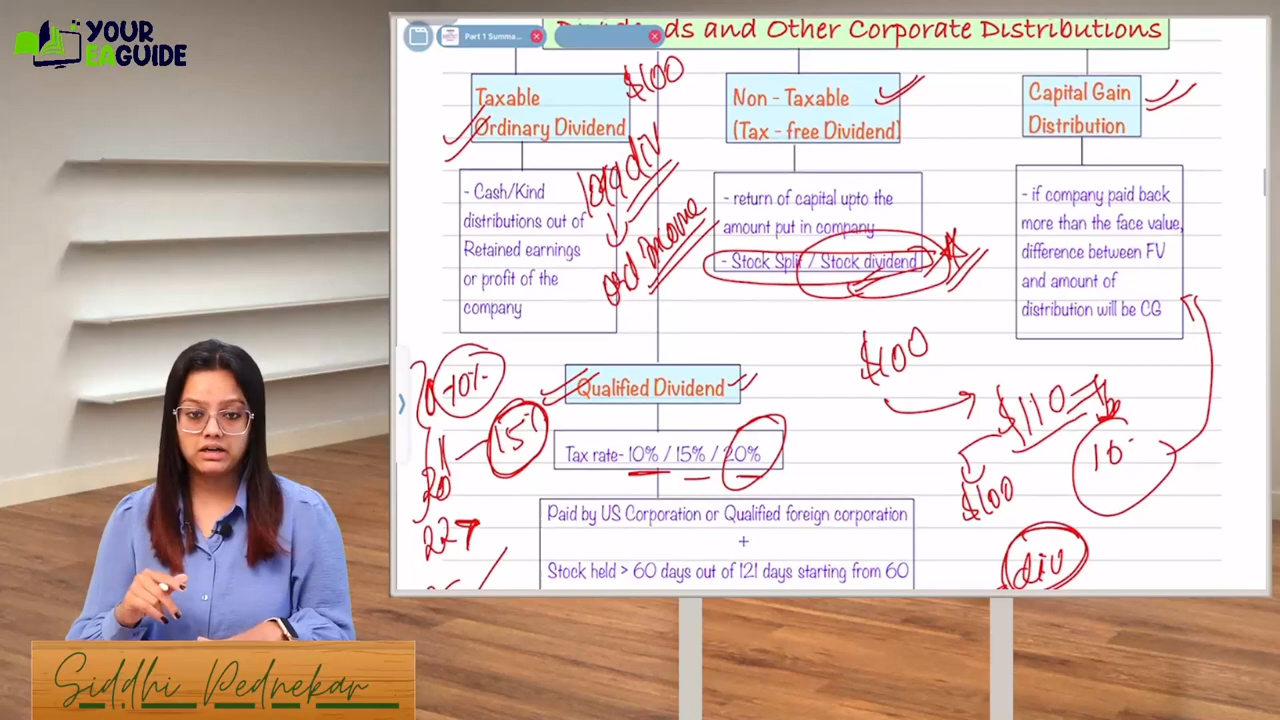 YOUR
EAGUIDE
Part 1 Summa...
ds and Other Corporate Distributions
Taxable
Ordinary Dividend
$100
- Cash/Kind
distributions out of
Retained earnings
or profit of the
company
div
ord income
Non - Taxable
(Tax - free Dividend)
- return of capital upto the
amount put in company
- Stock Split / Stock dividend
Capital Gain
Distribution
- if company paid back
more than the face value,
difference between FV
and amount of
distribution will be CG
Qualified Dividend
Tax rate- 10% / 15% / 20%
Paid by US Corporation or Qualified foreign corporation
+
Stock held > 60 days out of 121 days starting from 60
10%
15%
20
22
$100
$110
$100
10
div
Siddhi Pednekar